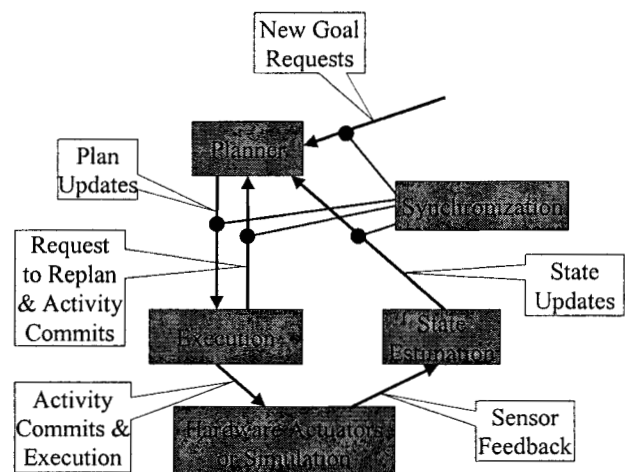 New Goal
Requests
Planner
Plan
Updates
Synchronization
Request
to Replan
& Activity
Commits
State
Updates
Execution
State
Estimation
Activity
Commits &
Execution
Hardware Actuators
or Simulation
Sensor
Feedback